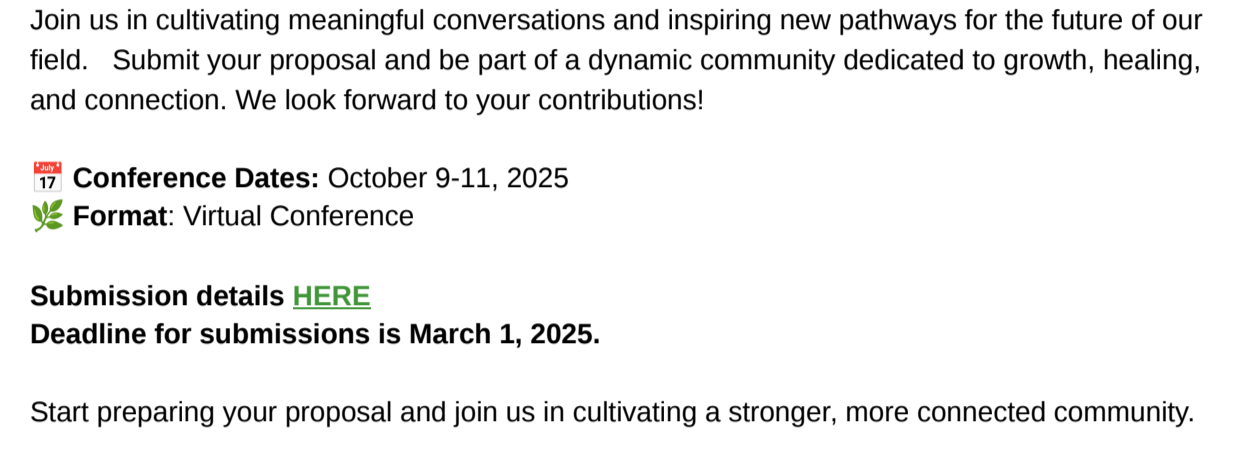 Join us in cultivating meaningful conversations and inspiring new pathways for the future of our
field.   Submit your proposal and be part of a dynamic community dedicated to growth, healing,
and connection. We look forward to your contributions!
July 17 Conference Dates: October 9-11, 2025
Format: Virtual Conference
Submission details HERE
Deadline for submissions is March 1, 2025.
Start preparing your proposal and join us in cultivating a stronger, more connected community.